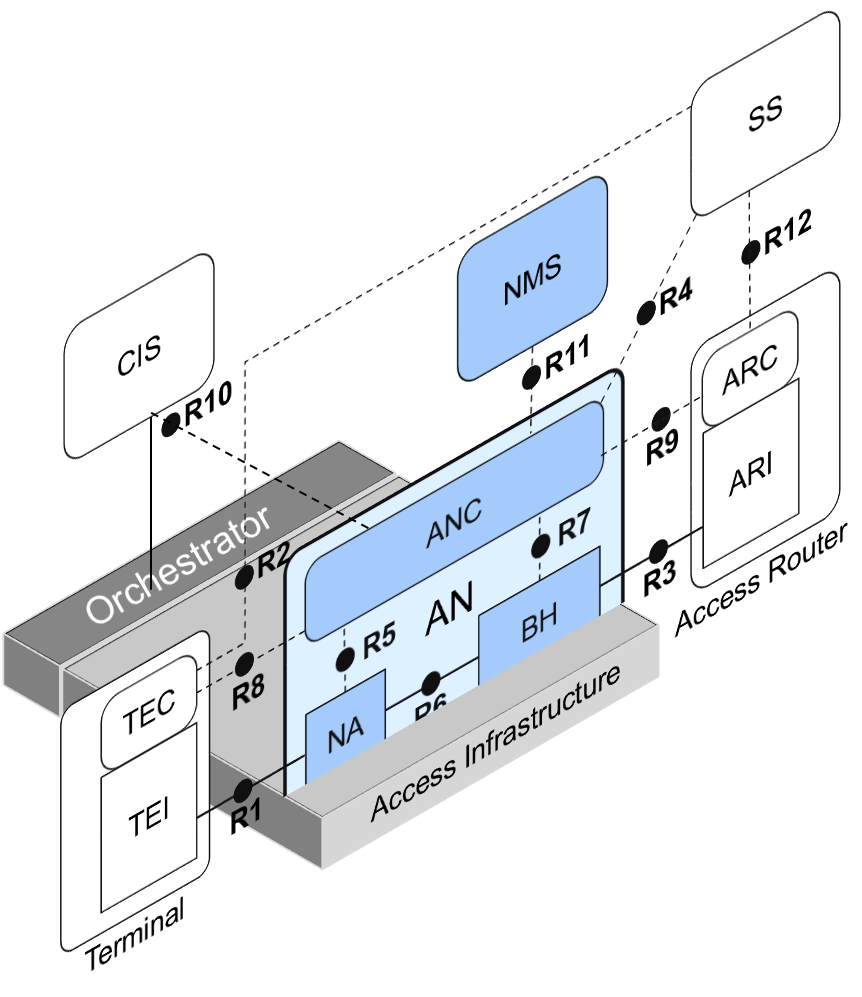 SS
R12
NMS
R4
CIS
R11
ARC
R10
R9
ARI
ANC
Orchestrator
R7
R2
R3
Access Router
AN
BH
R5
R8
TEC
R6
NA
Access Infrastructure
R1
TEI
Terminal